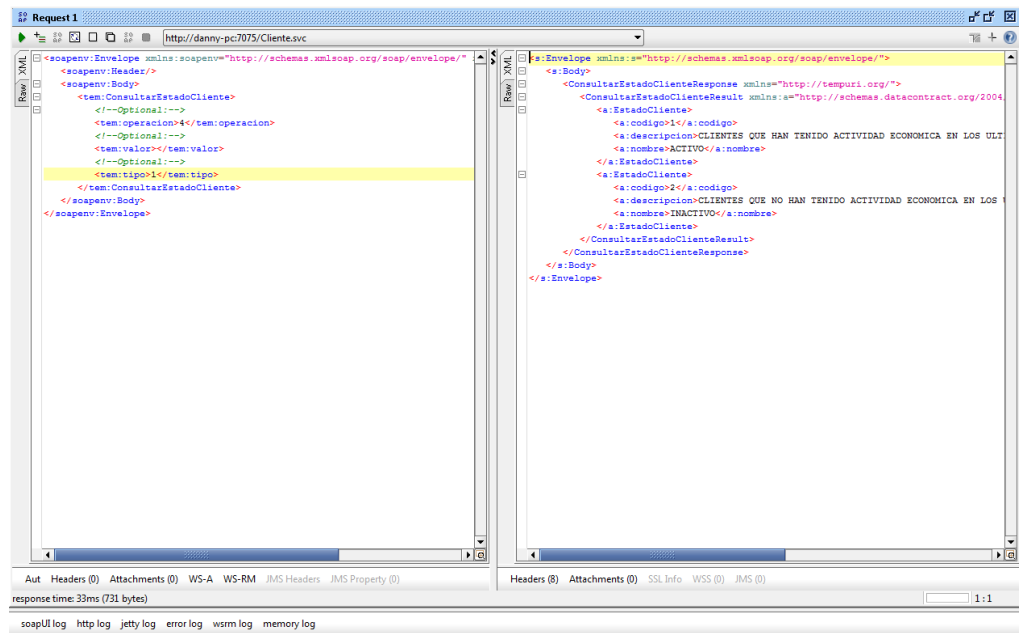 Request 1
http://danny-pc:7075/Cliente.svc
XML
Raw
<soapenv:Envelope xmlns:soapenv="http://schemas.xmlsoap.org/soap/envelope/"
<soapenv:Header/>
<soapenv:Body>
<tem:ConsultarEstadoCliente>
<!--Optional:-->
<tem:operacion>4</tem:operacion>
<!--Optional:-->
<tem:valor></tem:valor>
<!--Optional:-->
<tem:tipo>1</tem:tipo>
</tem:ConsultarEstadoCliente>
</soapenv:Body>
</soapenv:Envelope>
XML
Raw
<s:Envelope xmlns:s="http://schemas.xmlsoap.org/soap/envelope/">
<s:Body>
<ConsultarEstadoClienteResponse xmlns="http://tempuri.org/">
<ConsultarEstadoClienteResult xmlns:a="http://schemas.datacontract.org/2004/
<a:EstadoCliente>
<a:codigo>1</a:codigo>
<a:descripcion>CLIENTES QUE HAN TENIDO ACTIVIDAD ECONOMICA EN LOS ULT
<a:nombre>ACTIVO</a:nombre>
</a:EstadoCliente>
<a:EstadoCliente>
<a:codigo>2</a:codigo>
<a:descripcion>CLIENTES QUE NO HAN TENIDO ACTIVIDAD ECONOMICA EN LOS
<a:nombre>INACTIVO</a:nombre>
</a:EstadoCliente>
</ConsultarEstadoClienteResult>
</ConsultarEstadoClienteResponse>
</s:Body>
</s:Envelope>
Aut Headers (0) Attachments (0) WS-A WS-RM JMS Headers JMS Property (0)
Headers (8) Attachments (0) SSL Info WSS (0) JMS (0)
response time: 33ms (731 bytes)
1:1
soapUI log http log jetty log error log wsrm log memory log